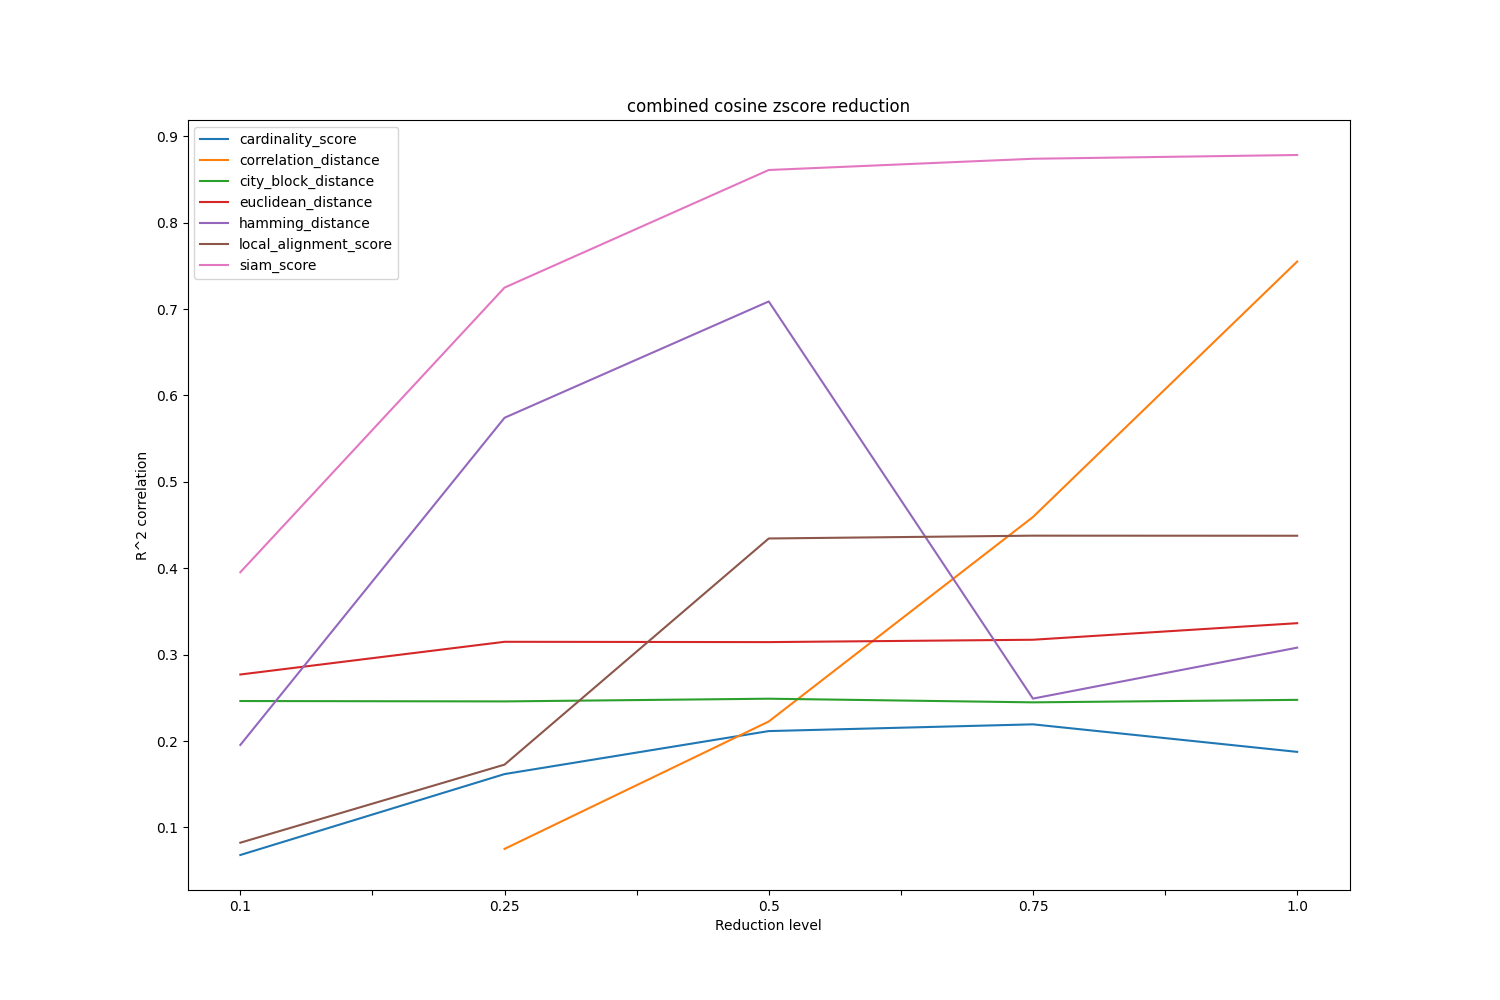 combined cosine zscore reduction
cardinality_score
correlation_distance
city_block_distance
euclidean_distance
hamming_distance
local_alignment_score
siam_score
0.9
0.8
0.7
0.6
0.5
0.4
0.3
0.2
0.1
R^2 correlation
0.1 0.25 0.5 0.75 1.0
Reduction level